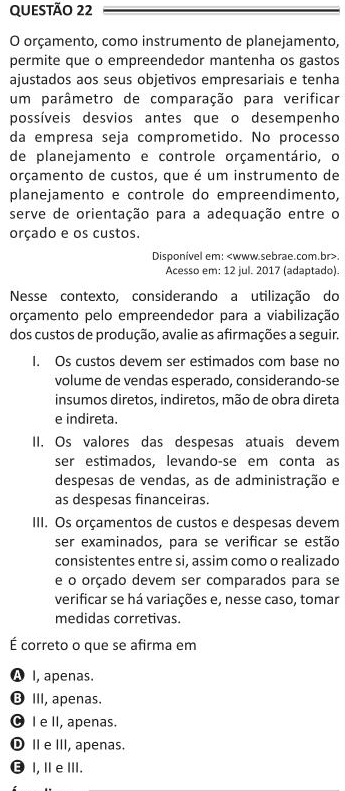 QUESTÃO 22
O orçamento, como instrumento de planejamento,
permite que o empreendedor mantenha os gastos
ajustados aos seus objetivos empresariais e tenha
um parâmetro de comparação para verificar
possíveis desvios antes que o desempenho
da empresa seja comprometido. No processo
de planejamento e controle orçamentário, o
orçamento de custos, que é um instrumento de
planejamento e controle do empreendimento,
serve de orientação para a adequação entre o
orçado e os custos.
Disponível em: <www.sebrae.com.br>.
Acesso em: 12 jul. 2017 (adaptado).
Nesse contexto, considerando a utilização do
orçamento pelo empreendedor para a viabilização
dos custos de produção, avalie as afirmações a seguir.
I. Os custos devem ser estimados com base no
volume de vendas esperado, considerando-se
insumos diretos, indiretos, mão de obra direta
e indireta.
II. Os valores das despesas atuais devem
ser estimados, levando-se em conta as
despesas de vendas, as de administração e
as despesas financeiras.
III. Os orçamentos de custos e despesas devem
ser examinados, para se verificar se estão
consistentes entre si, assim como o realizado
e o orçado devem ser comparados para se
verificar se há variações e, nesse caso, tomar
medidas corretivas.
É correto o que se afirma em
A I, apenas.
B III, apenas.
C I e II, apenas.
D II e III, apenas.
E I, II e III.